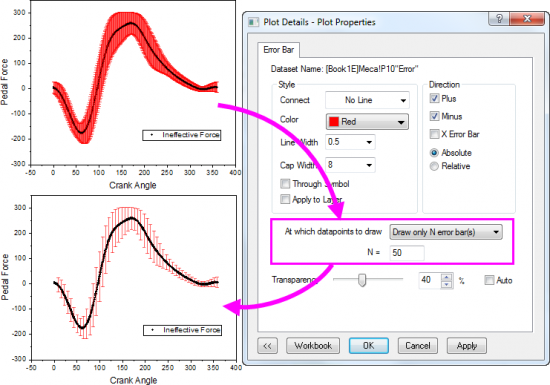 300
200
100
0
-100
-200
-300
Pedal Force
Ineffective Force
-50 0 50 100 150 200 250 300 350 400
Crank Angle
300
200
100
0
-100
-200
-300
Pedal Force
Ineffective Force
-50 0 50 100 150 200 250 300 350 400
Crank Angle
Plot Details - Plot Properties
? X
Error Bar
Dataset Name: [Book1E]Meca!P10"Error"
Style
Connect No Line
Color Red
Line Width 0.5
Cap Width 8
Through Symbol
Apply to Layer
Direction
Plus
Minus
X Error Bar
Absolute
Relative
At which datapoints to draw Draw only N error bar(s)
N = 50
Transparency 40 % Auto
<< Workbook OK Cancel Apply